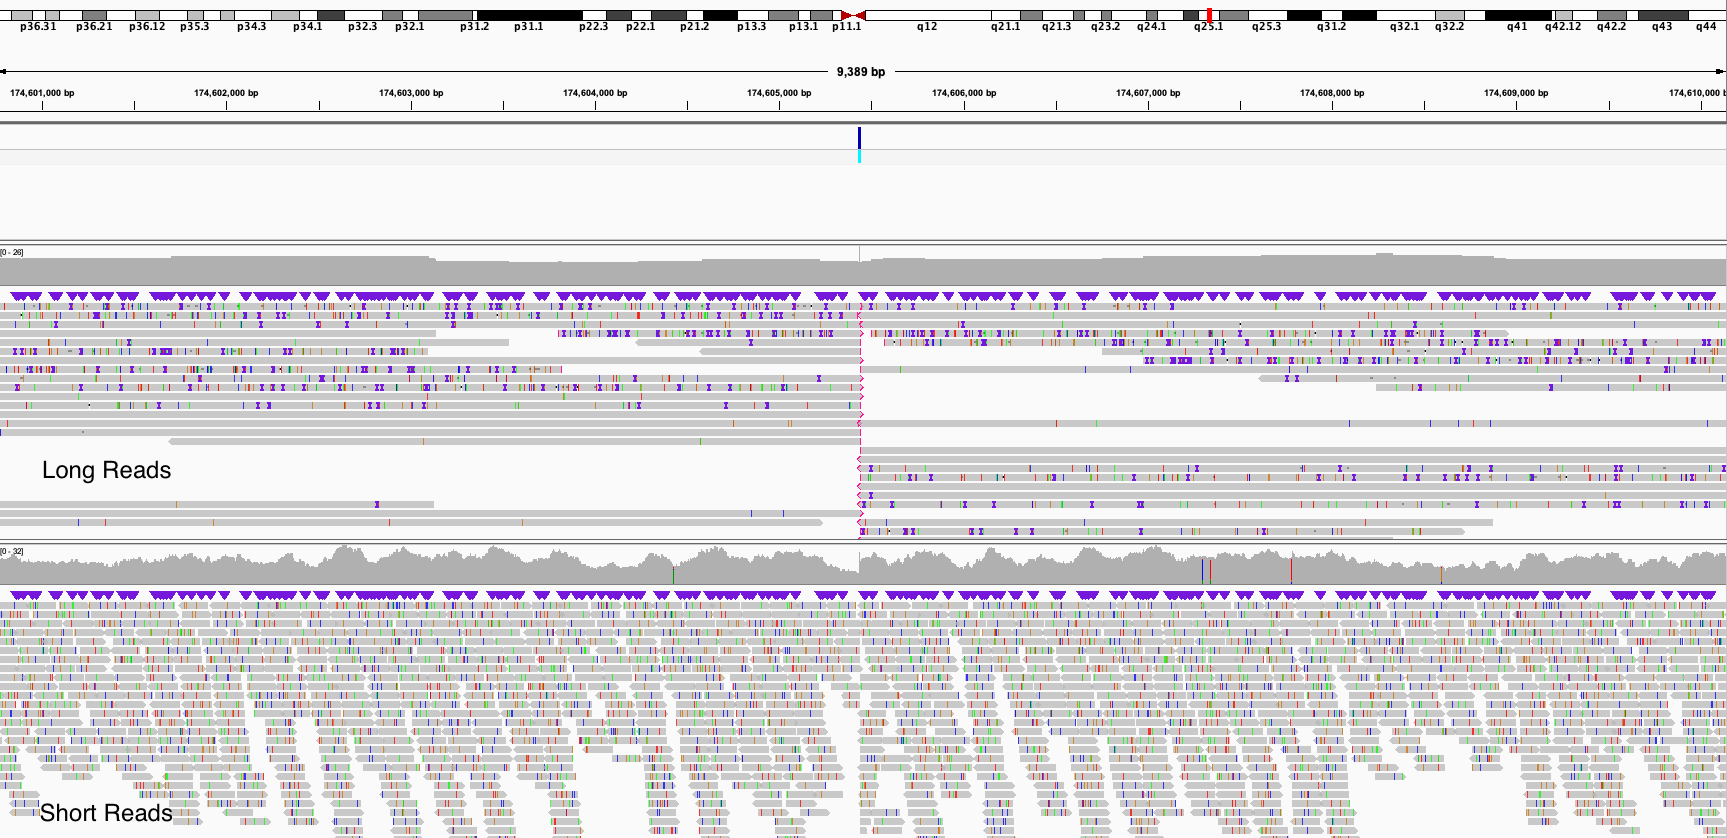 p36.31 p36.21 p36.12 p35.3 p34.3 p34.1 p32.3 p32.1 p31.2 p31.1 p22.3 p22.1 p21.2 p13.3 p13.1 p11.1 q12 q21.1 q21.3 q23.2 q24.1 q25.1 q25.3 q31.2 q32.1 q32.2 q41 q42.12 q42.2 q43 q44
9,389 bp
174,601,000 bp 174,602,000 bp 174,603,000 bp 174,604,000 bp 174,605,000 bp 174,606,000 bp 174,607,000 bp 174,608,000 bp 174,609,000 bp 174,610,000 b
[0 - 26]
Long Reads
[0 - 32]
Short Reads